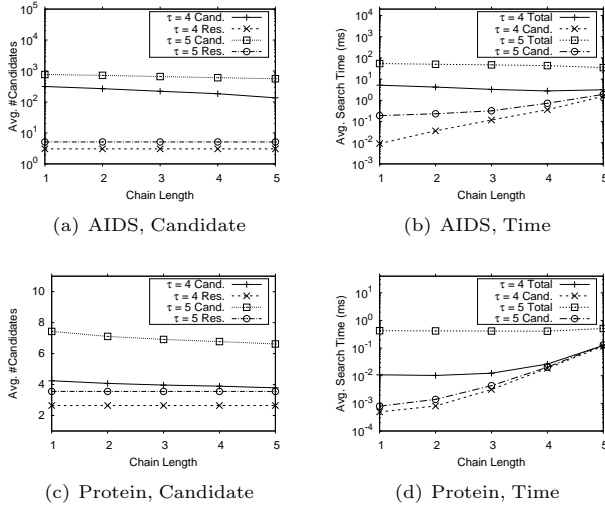 τ = 4 Cand.
τ = 4 Res.
τ = 5 Cand.
τ = 5 Res.
Avg. #Candidates
10^5
10^4
10^3
10^2
10^1
10^0
1 2 3 4 5
Chain Length
(a) AIDS, Candidate
τ = 4 Total
τ = 4 Cand.
τ = 5 Total
τ = 5 Cand.
Avg. Search Time (ms)
10^5
10^4
10^3
10^2
10^1
10^0
10^-1
10^-2
10^-3
1 2 3 4 5
Chain Length
(b) AIDS, Time
τ = 4 Cand.
τ = 4 Res.
τ = 5 Cand.
τ = 5 Res.
Avg. #Candidates
10
8
6
4
2
1 2 3 4 5
Chain Length
(c) Protein, Candidate
τ = 4 Total
τ = 4 Cand.
τ = 5 Total
τ = 5 Cand.
Avg. Search Time (ms)
10^2
10^1
10^0
10^-1
10^-2
10^-3
10^-4
1 2 3 4 5
Chain Length
(d) Protein, Time